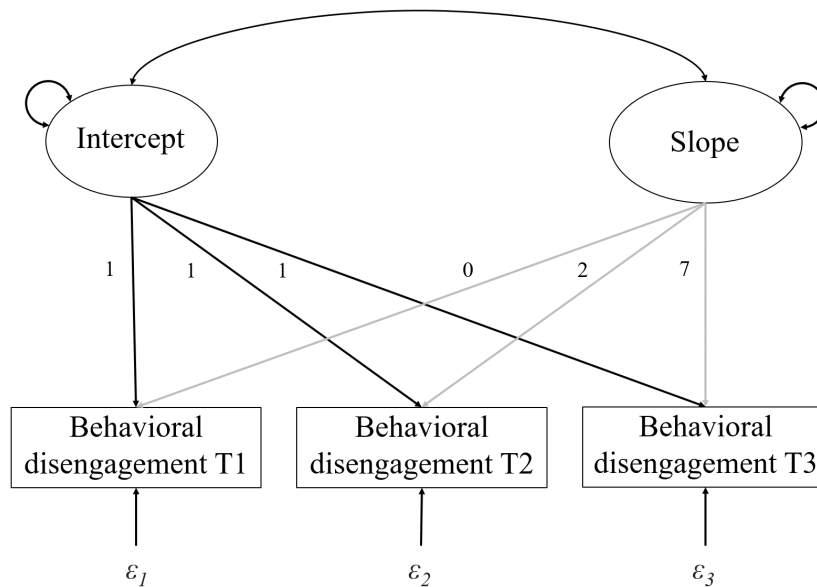 Intercept
Slope
1
1
1
0
2
7
Behavioral
disengagement T1
Behavioral
disengagement T2
Behavioral
disengagement T3
ε1
ε2
ε3